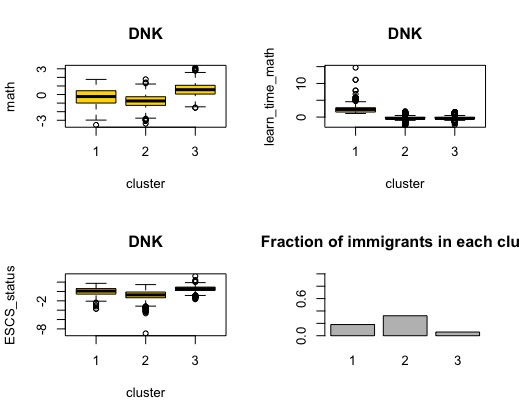 DNK
math
3
0
-3
1 2 3
cluster
DNK
learn_time_math
10
0
1 2 3
cluster
DNK
ESCS_status
-2
-8
1 2 3
cluster
Fraction of immigrants in each clu
0.6
0.0
1 2 3